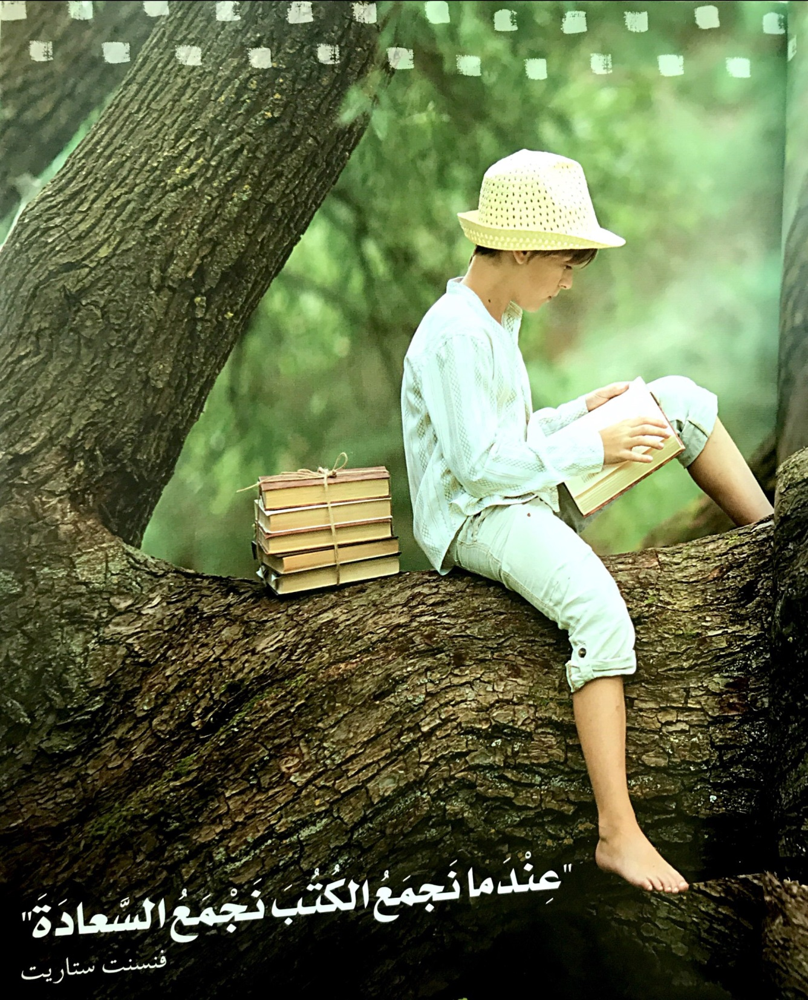 "عِنْدَما نَجمَعُ الكُتُبَ نَجْمَعُ السَّعادَةَ"
فنسنت ستاريت